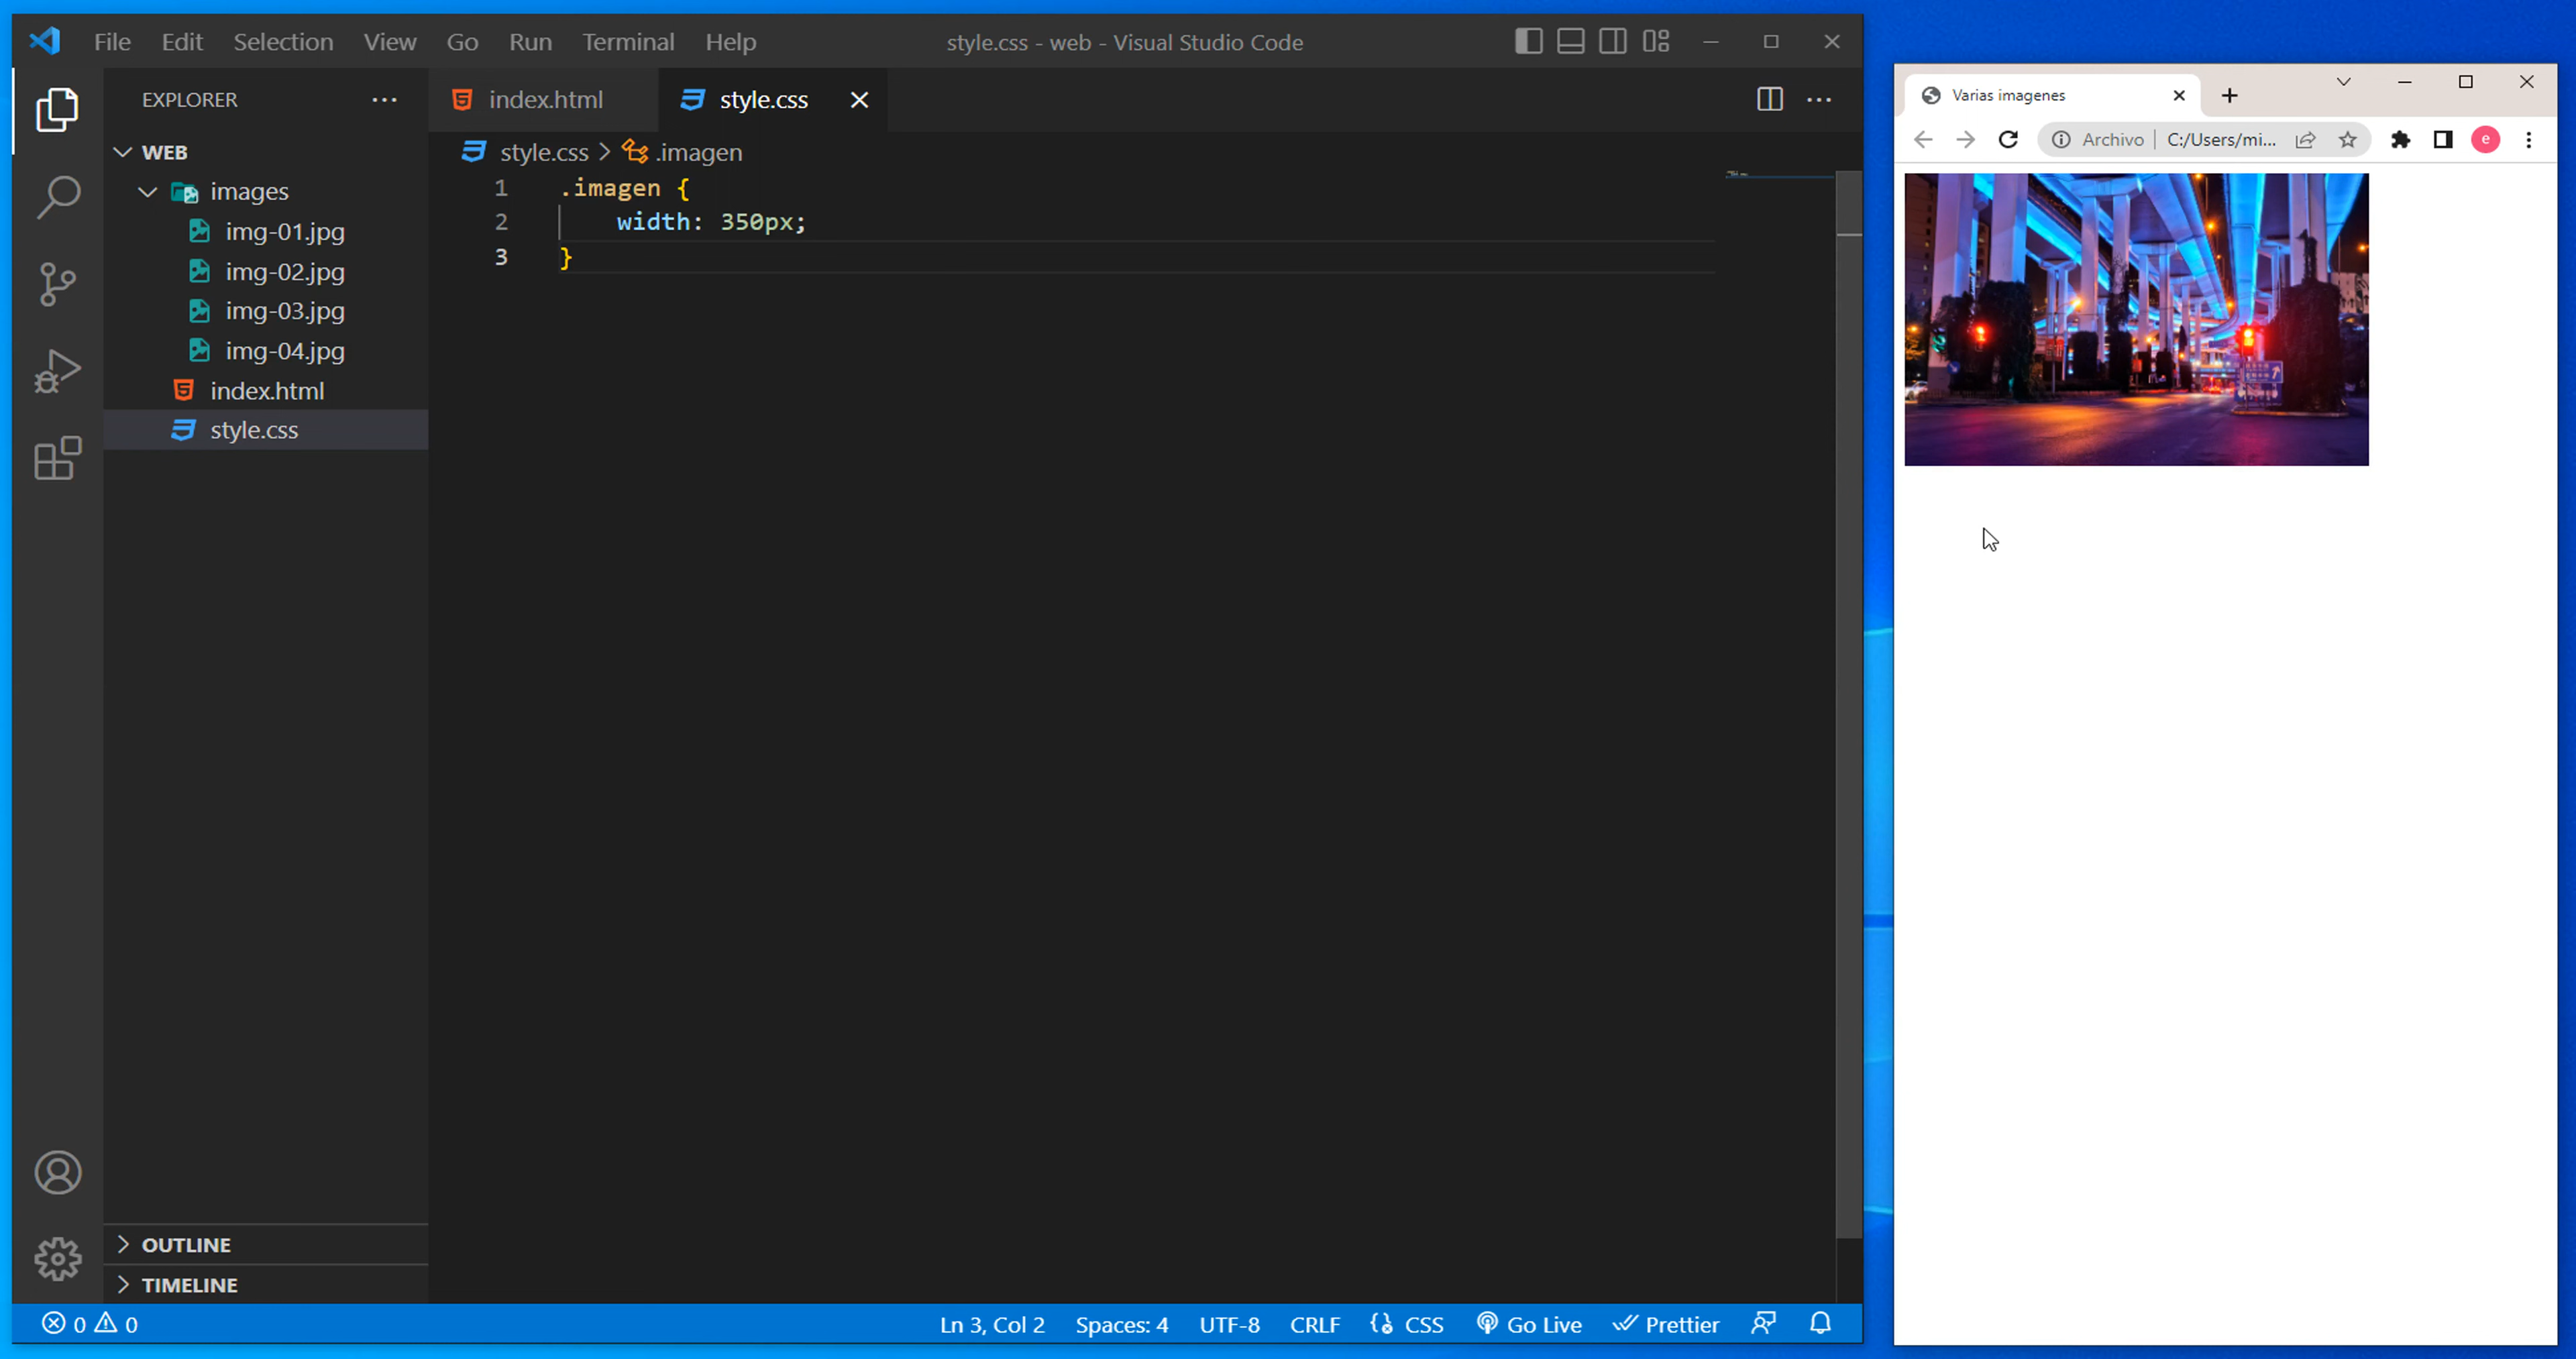 File Edit Selection View Go Run Terminal Help
style.css - web - Visual Studio Code
EXPLORER
WEB
images
img-01.jpg
img-02.jpg
img-03.jpg
img-04.jpg
index.html
style.css
OUTLINE
TIMELINE
index.html
style.css
style.css > .imagen
1 .imagen {
2 width: 350px;
3 }
0 0
Ln 3, Col 2 Spaces: 4 UTF-8 CRLF CSS Go Live Prettier
Varias imagenes
Archivo C:/Users/mi...
e